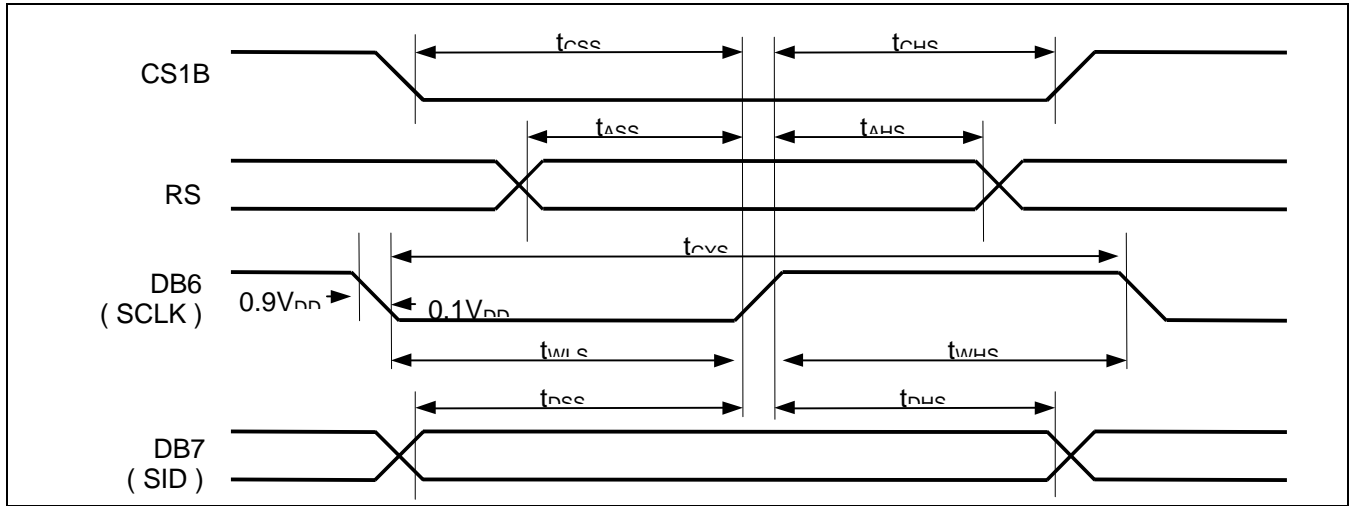 tCSS tCHS
CS1B
tASS tAHS
RS
tCYS
DB6
( SCLK )
0.9VDD 0.1VDD
tWLS tWHS
tDSS tDHS
DB7
( SID )